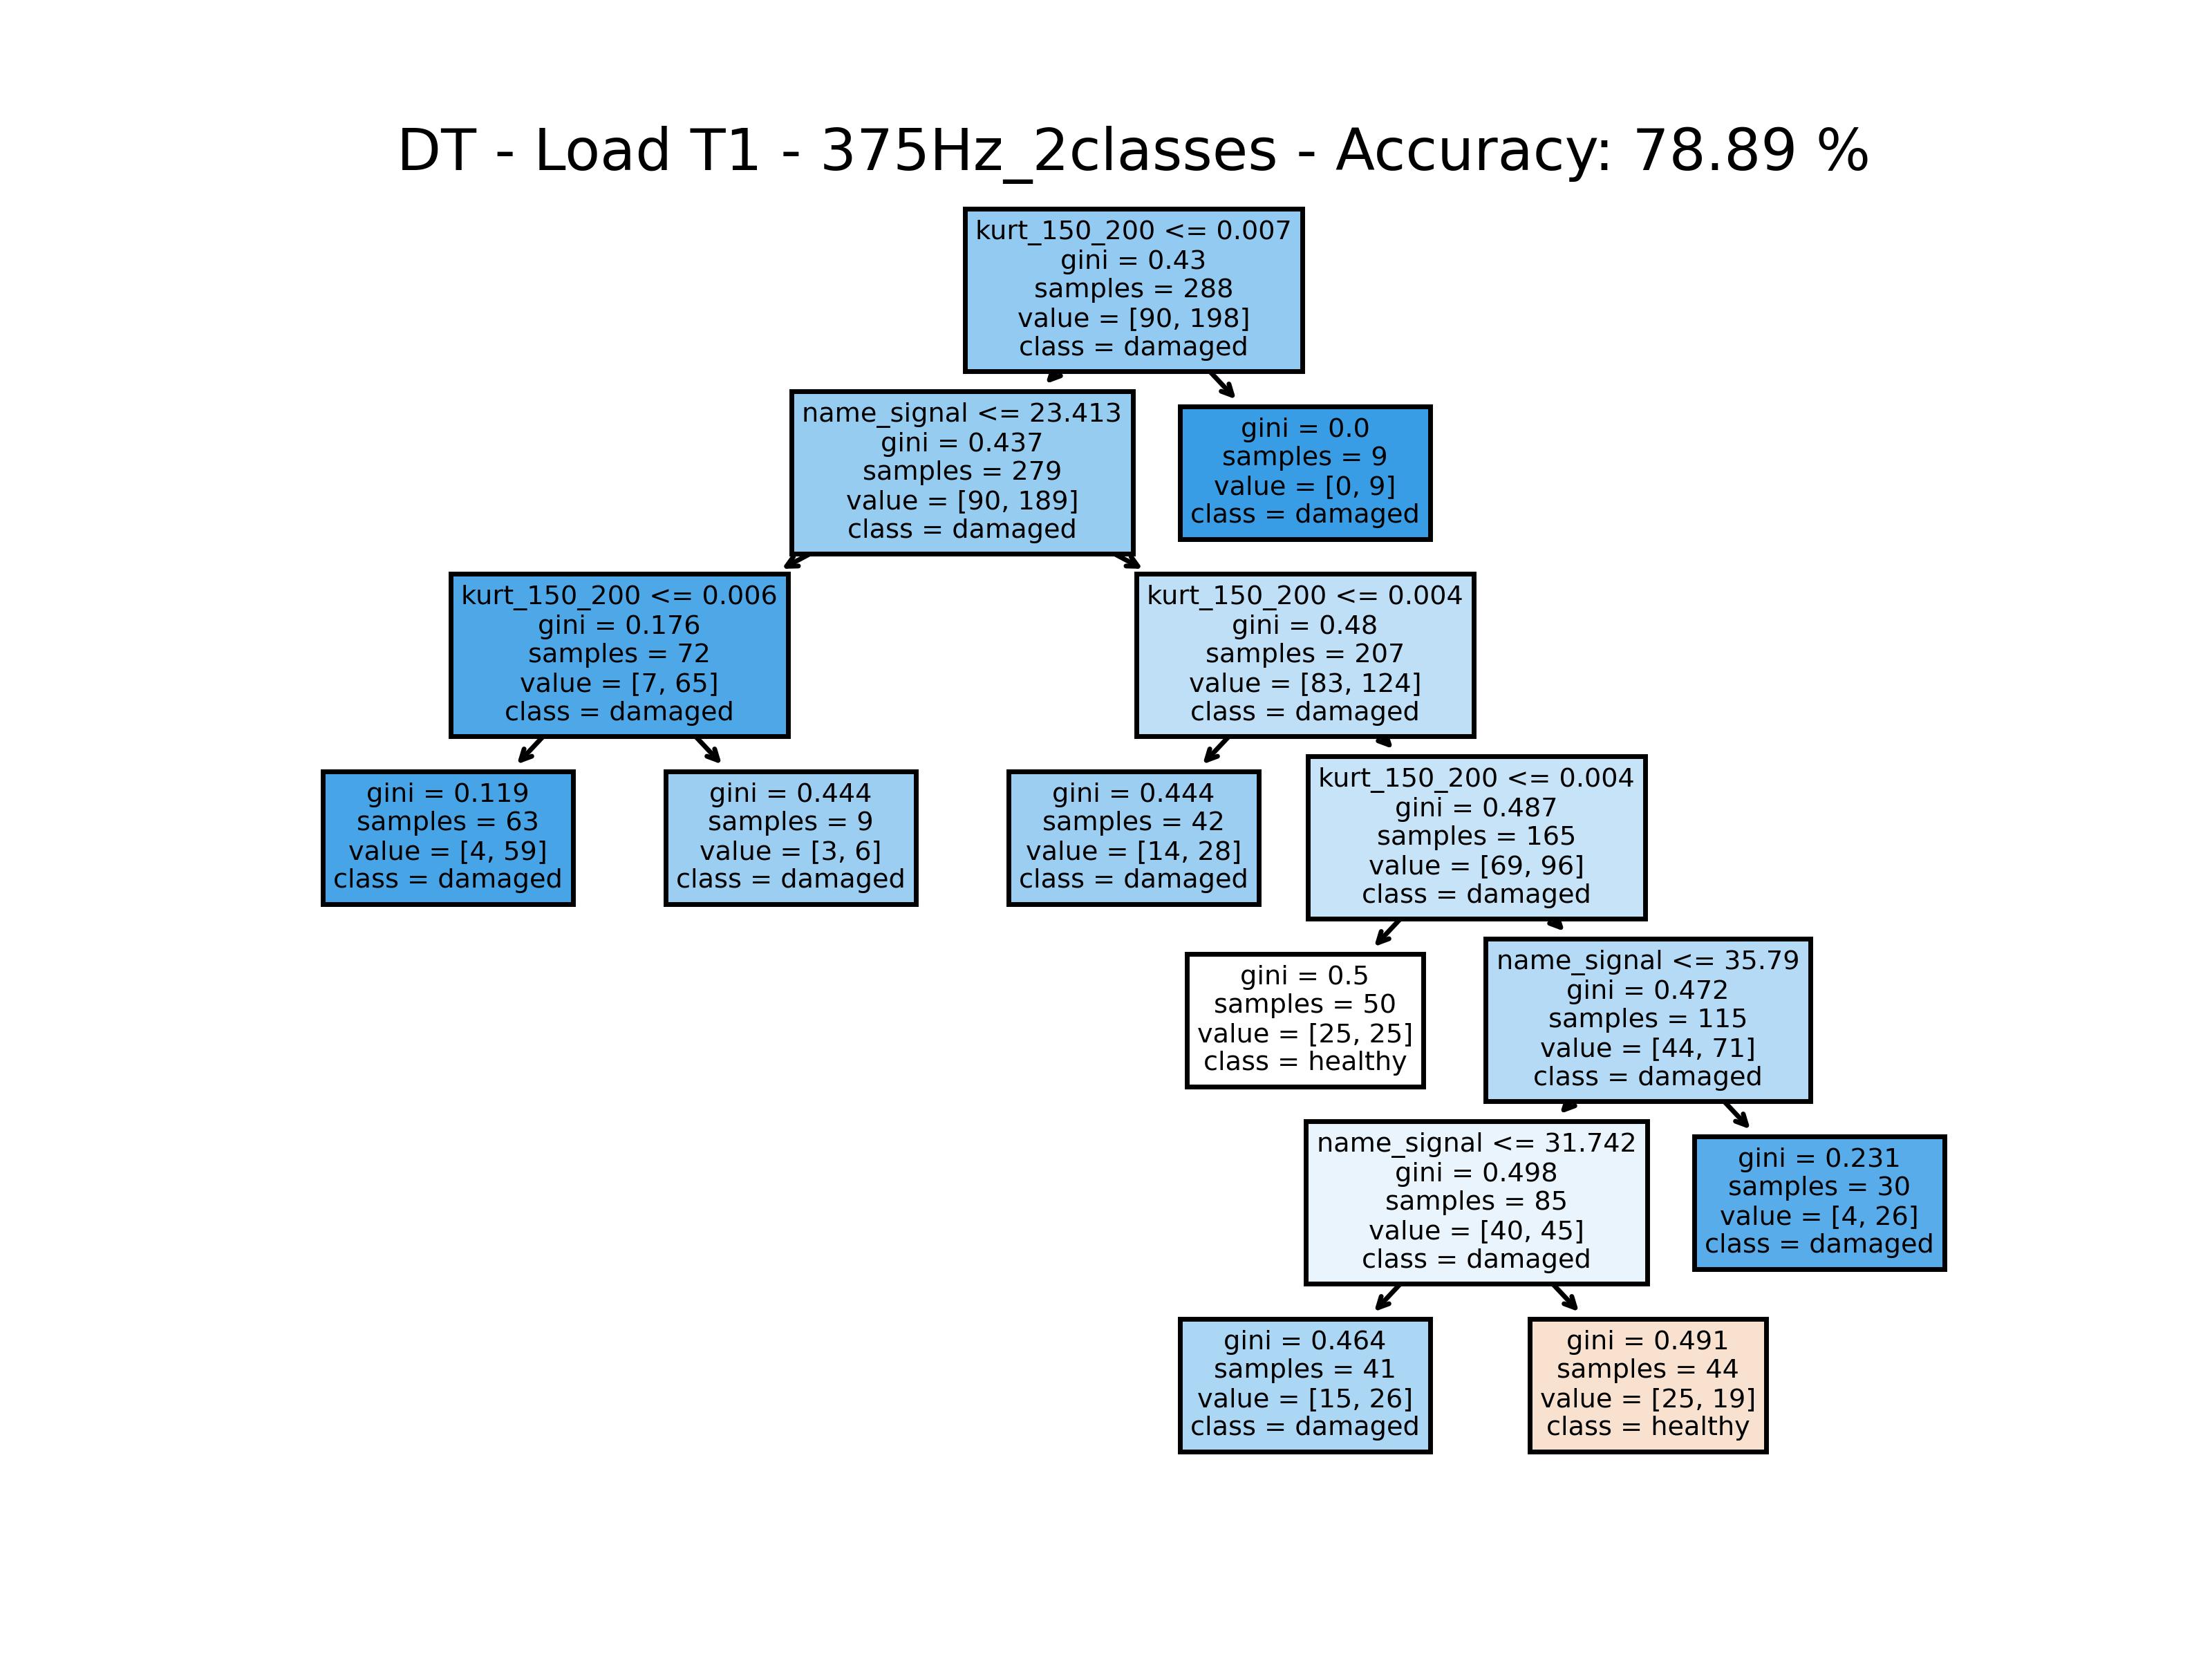 DT - Load T1 - 375Hz_2classes - Accuracy: 78.89 %
kurt_150_200 <= 0.007
gini = 0.43
samples = 288
value = [90, 198]
class = damaged
name_signal <= 23.413
gini = 0.437
samples = 279
value = [90, 189]
class = damaged
gini = 0.0
samples = 9
value = [0, 9]
class = damaged
kurt_150_200 <= 0.006
gini = 0.176
samples = 72
value = [7, 65]
class = damaged
kurt_150_200 <= 0.004
gini = 0.48
samples = 207
value = [83, 124]
class = damaged
gini = 0.119
samples = 63
value = [4, 59]
class = damaged
gini = 0.444
samples = 9
value = [3, 6]
class = damaged
gini = 0.444
samples = 42
value = [14, 28]
class = damaged
kurt_150_200 <= 0.004
gini = 0.487
samples = 165
value = [69, 96]
class = damaged
gini = 0.5
samples = 50
value = [25, 25]
class = healthy
name_signal <= 35.79
gini = 0.472
samples = 115
value = [44, 71]
class = damaged
name_signal <= 31.742
gini = 0.498
samples = 85
value = [40, 45]
class = damaged
gini = 0.231
samples = 30
value = [4, 26]
class = damaged
gini = 0.464
samples = 41
value = [15, 26]
class = damaged
gini = 0.491
samples = 44
value = [25, 19]
class = healthy